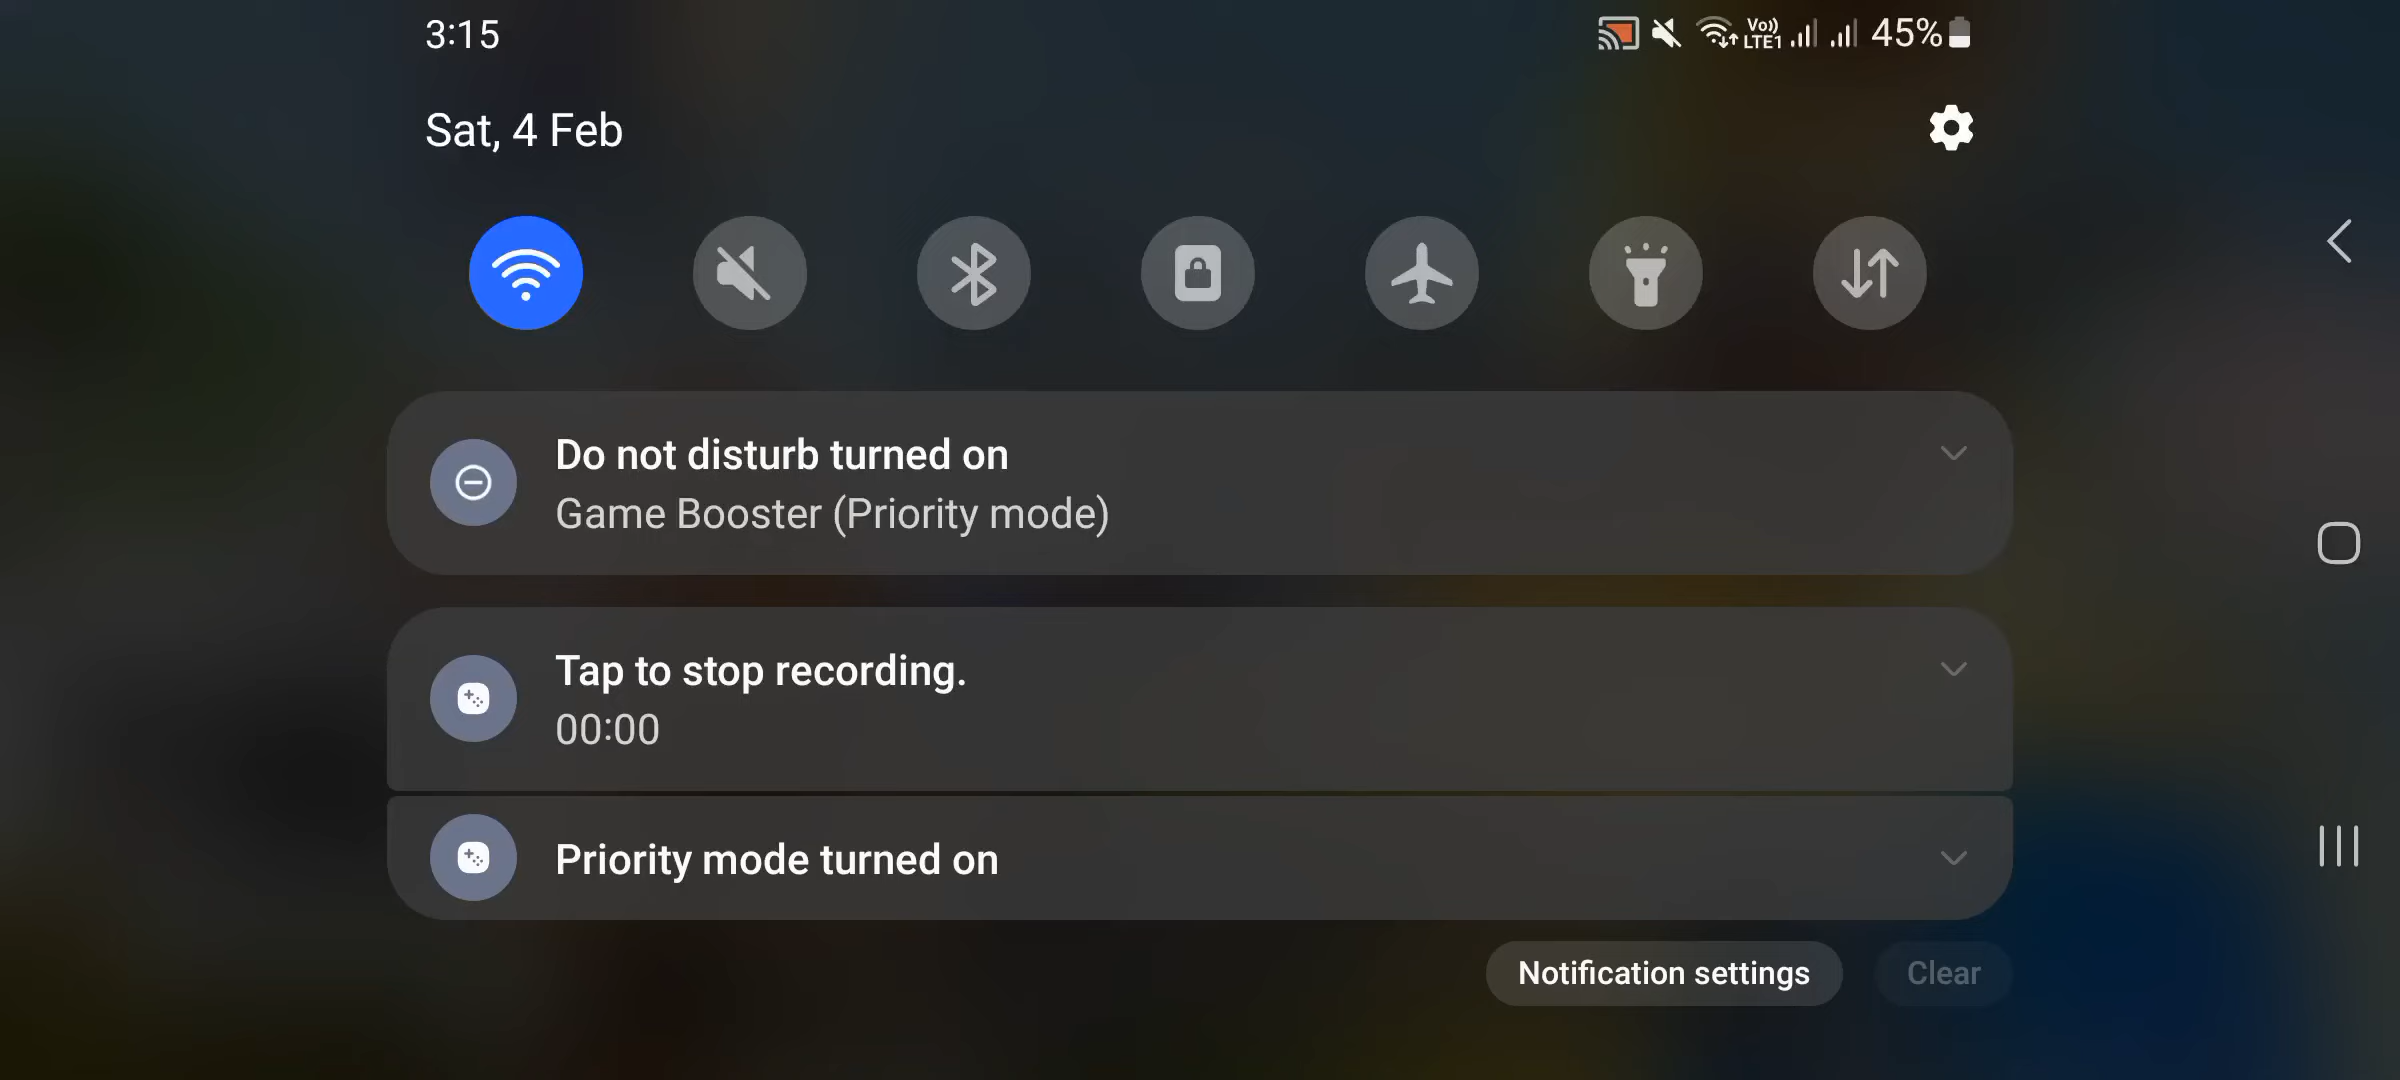 3:15
Vo)) LTE1 45%
Sat, 4 Feb
Do not disturb turned on
Game Booster (Priority mode)
Tap to stop recording.
00:00
Priority mode turned on
Notification settings
Clear